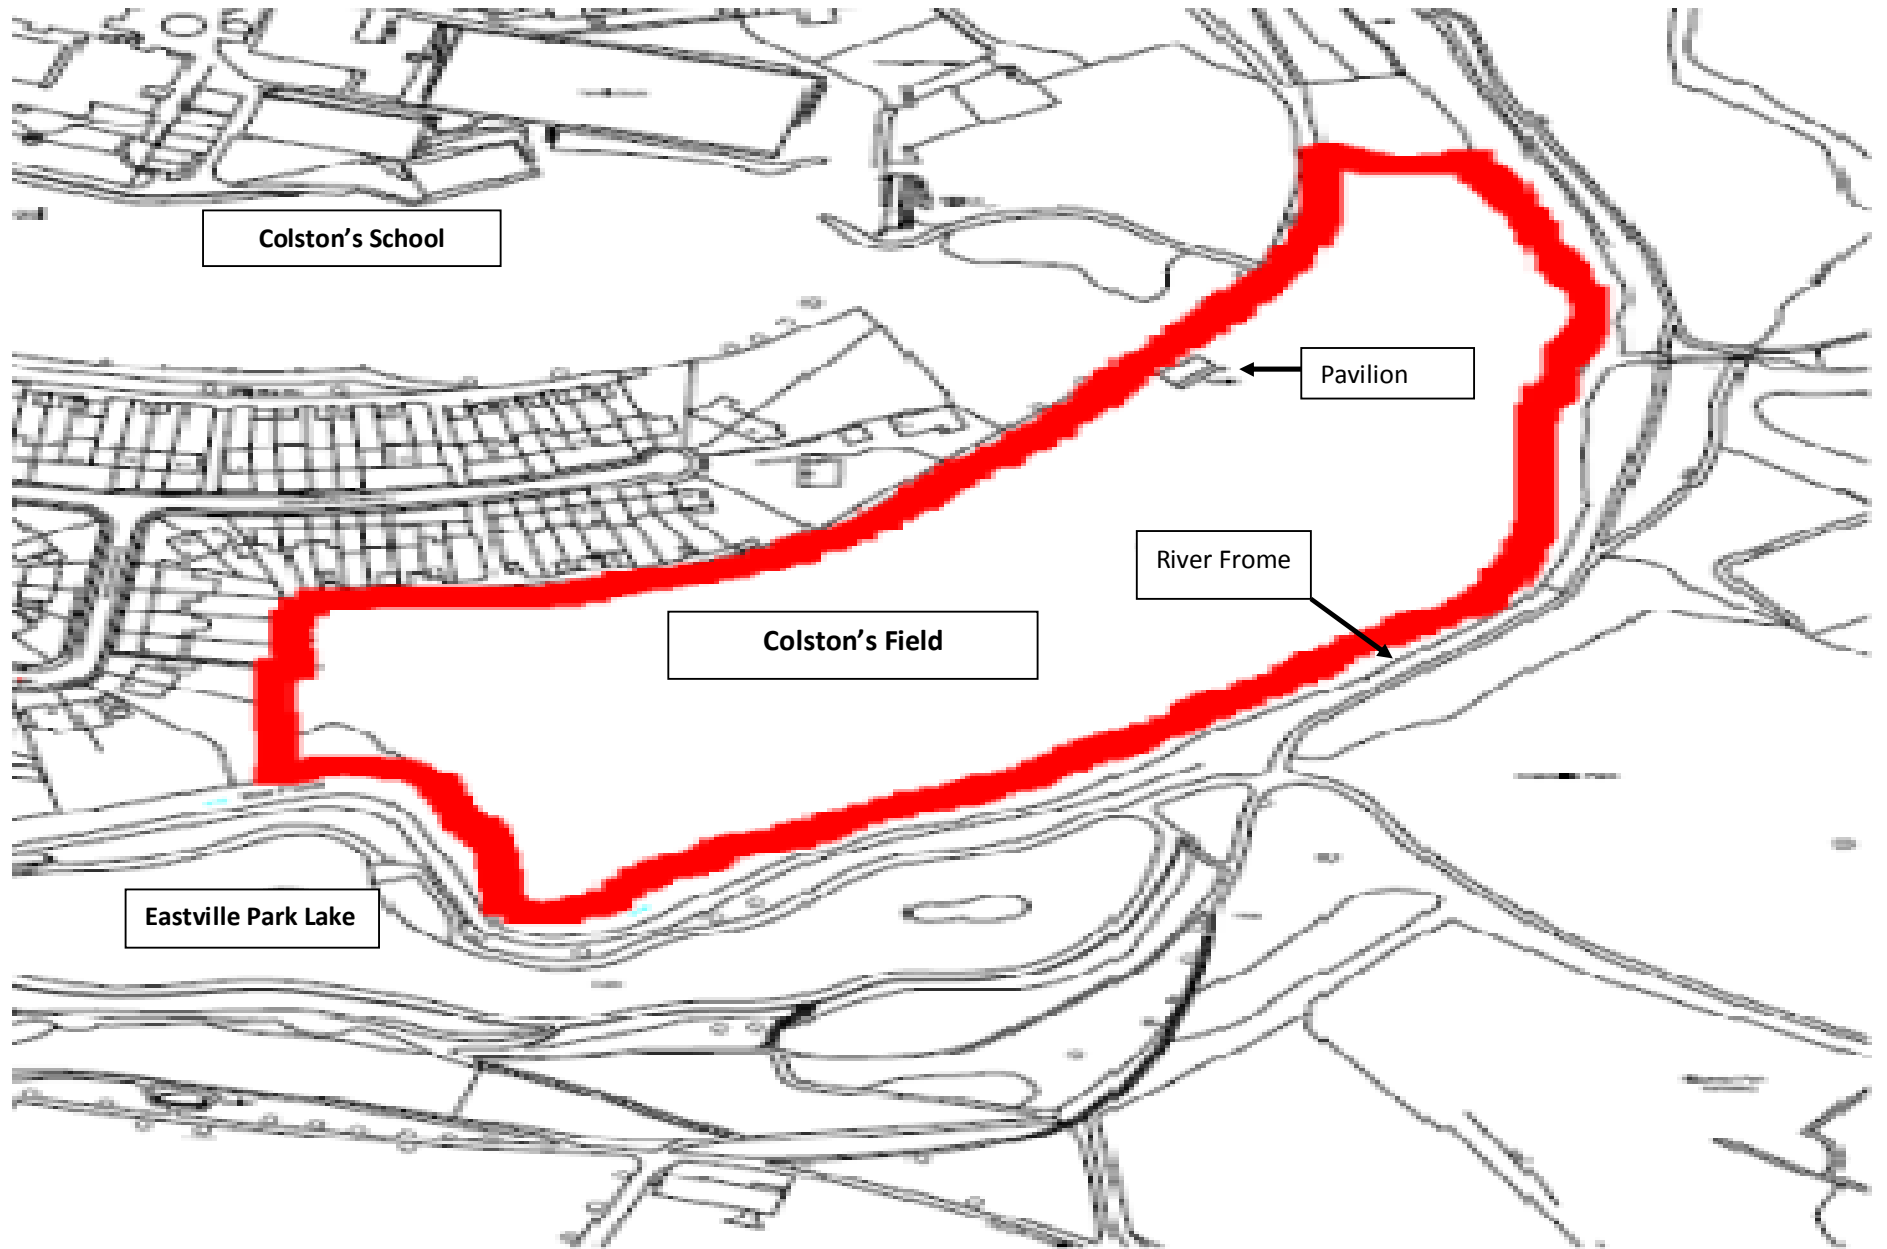 Colston’s School
Pavilion
River Frome
Colston’s Field
Eastville Park Lake